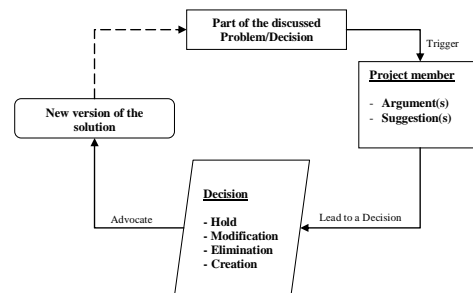 Part of the discussed
Problem/Decision
Trigger
Project member
- Argument(s)
- Suggestion(s)
New version of the
solution
Decision
- Hold
- Modification
- Elimination
- Creation
Advocate
Lead to a Decision